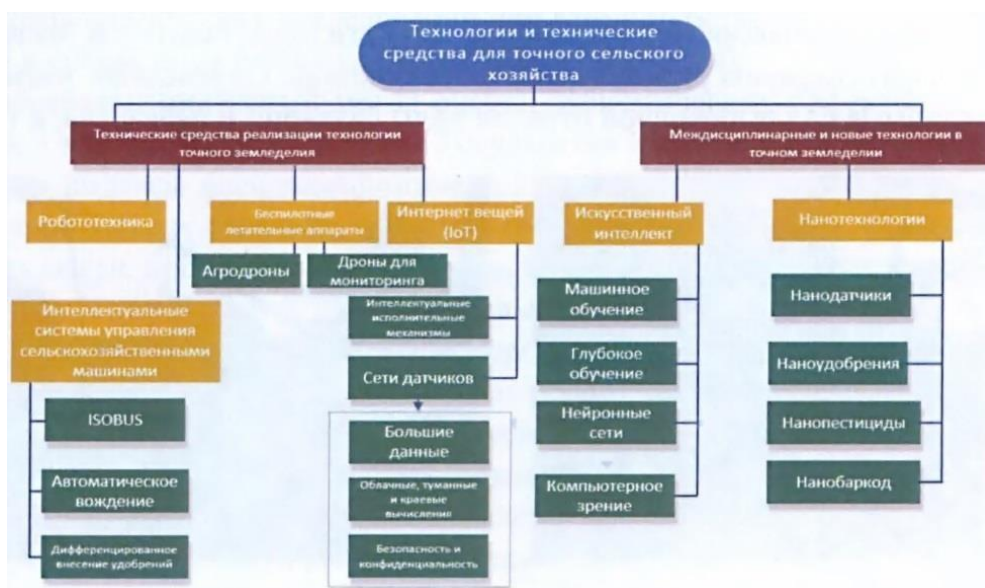 Технологии и технические
средства для точного сельского
хозяйства
Технические средства реализации технологии
точного земледелия
Междисциплинарные и новые технологии в
точном земледелии
Робототехника
Беспилотные
летательные аппараты
Интернет вещей
(IoT)
Искусственный
интеллект
Нанотехнологии
Агродроны
Дроны для
мониторинга
Интеллектуальные
системы управления
сельскохозяйственными
машинами
ISOBUS
Автоматическое
вождение
Дифференцированное
внесение удобрений
Интеллектуальные
исполнительные
механизмы
Сети датчиков
Большие
данные
Облачные, туманные
и краевые
вычисления
Безопасность и
конфиденциальность
Машинное
обучение
Глубокое
обучение
Нейронные
сети
Компьютерное
зрение
Нанодатчики
Наноудобрения
Нанопестициды
Нанобаркод